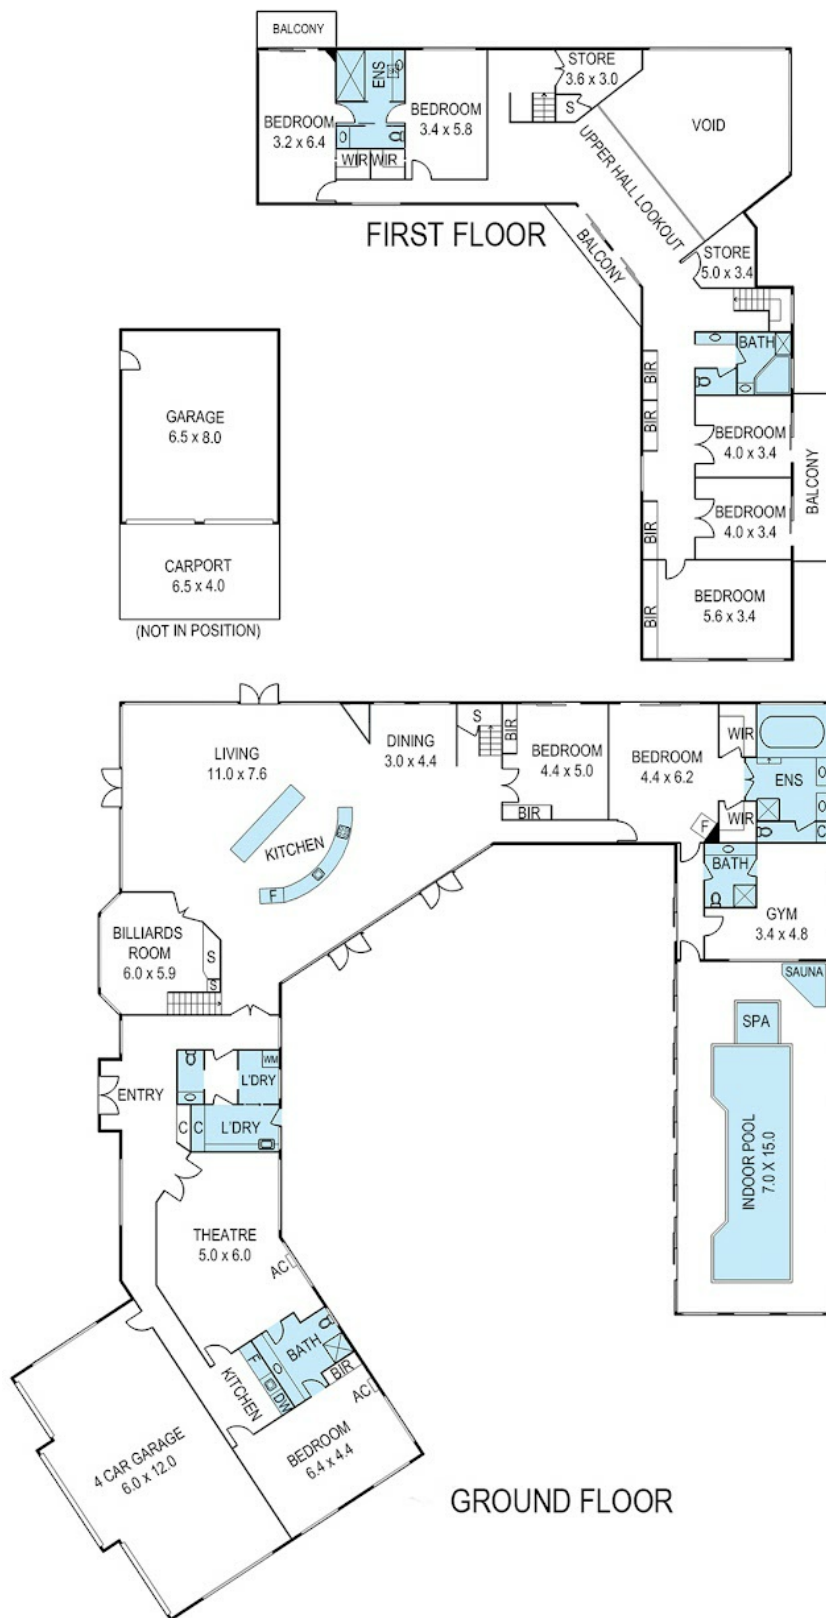 BALCONY
STORE
3.6 x 3.0
ENS
BEDROOM
3.2 x 6.4
BEDROOM
3.4 x 5.8
S
VOID
WIR
WIR
UPPER HALL LOOKOUT
FIRST FLOOR
BALCONY
STORE
5.0 x 3.4
BATH
BIR
BIR
BEDROOM
4.0 x 3.4
BALCONY
BIR
BEDROOM
4.0 x 3.4
BIR
BEDROOM
5.6 x 3.4
GARAGE
6.5 x 8.0
CARPORT
6.5 x 4.0
(NOT IN POSITION)
LIVING
11.0 x 7.6
DINING
3.0 x 4.4
S
BIR
BEDROOM
4.4 x 5.0
BIR
BEDROOM
4.4 x 6.2
WIR
ENS
WIR
F
C
KITCHEN
F
BATH
GYM
3.4 x 4.8
BILLIARDS
ROOM
6.0 x 5.9
S
S
SAUNA
SPA
INDOOR POOL
7.0 X 15.0
ENTRY
WM
L'DRY
C
C
L'DRY
THEATRE
5.0 x 6.0
AC
BATH
F
DW
BIR
AC
KITCHEN
BEDROOM
6.4 x 4.4
4 CAR GARAGE
6.0 x 12.0
GROUND FLOOR